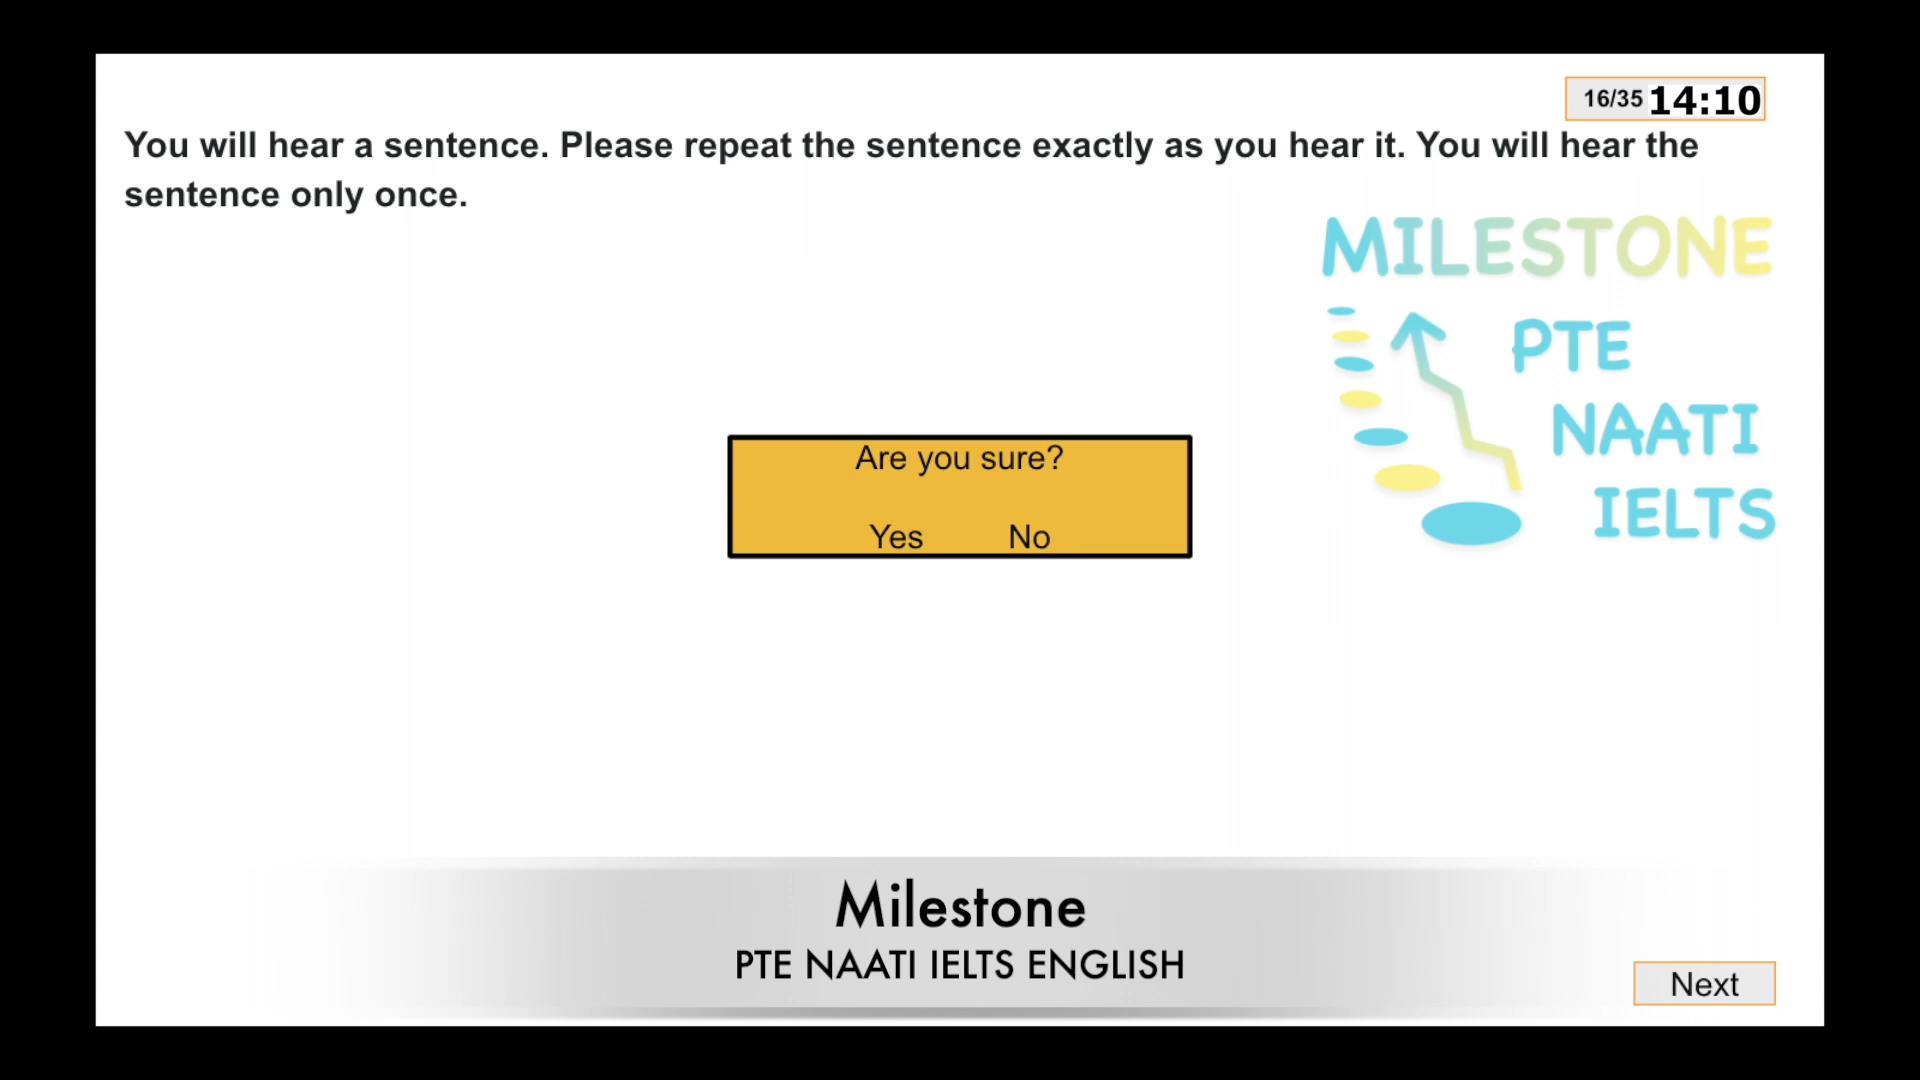 16/35 14:10
You will hear a sentence. Please repeat the sentence exactly as you hear it. You will hear the
sentence only once.
MILESTONE
PTE
NAATI
IELTS
Are you sure?
Yes No
Milestone
PTE NAATI IELTS ENGLISH
Next